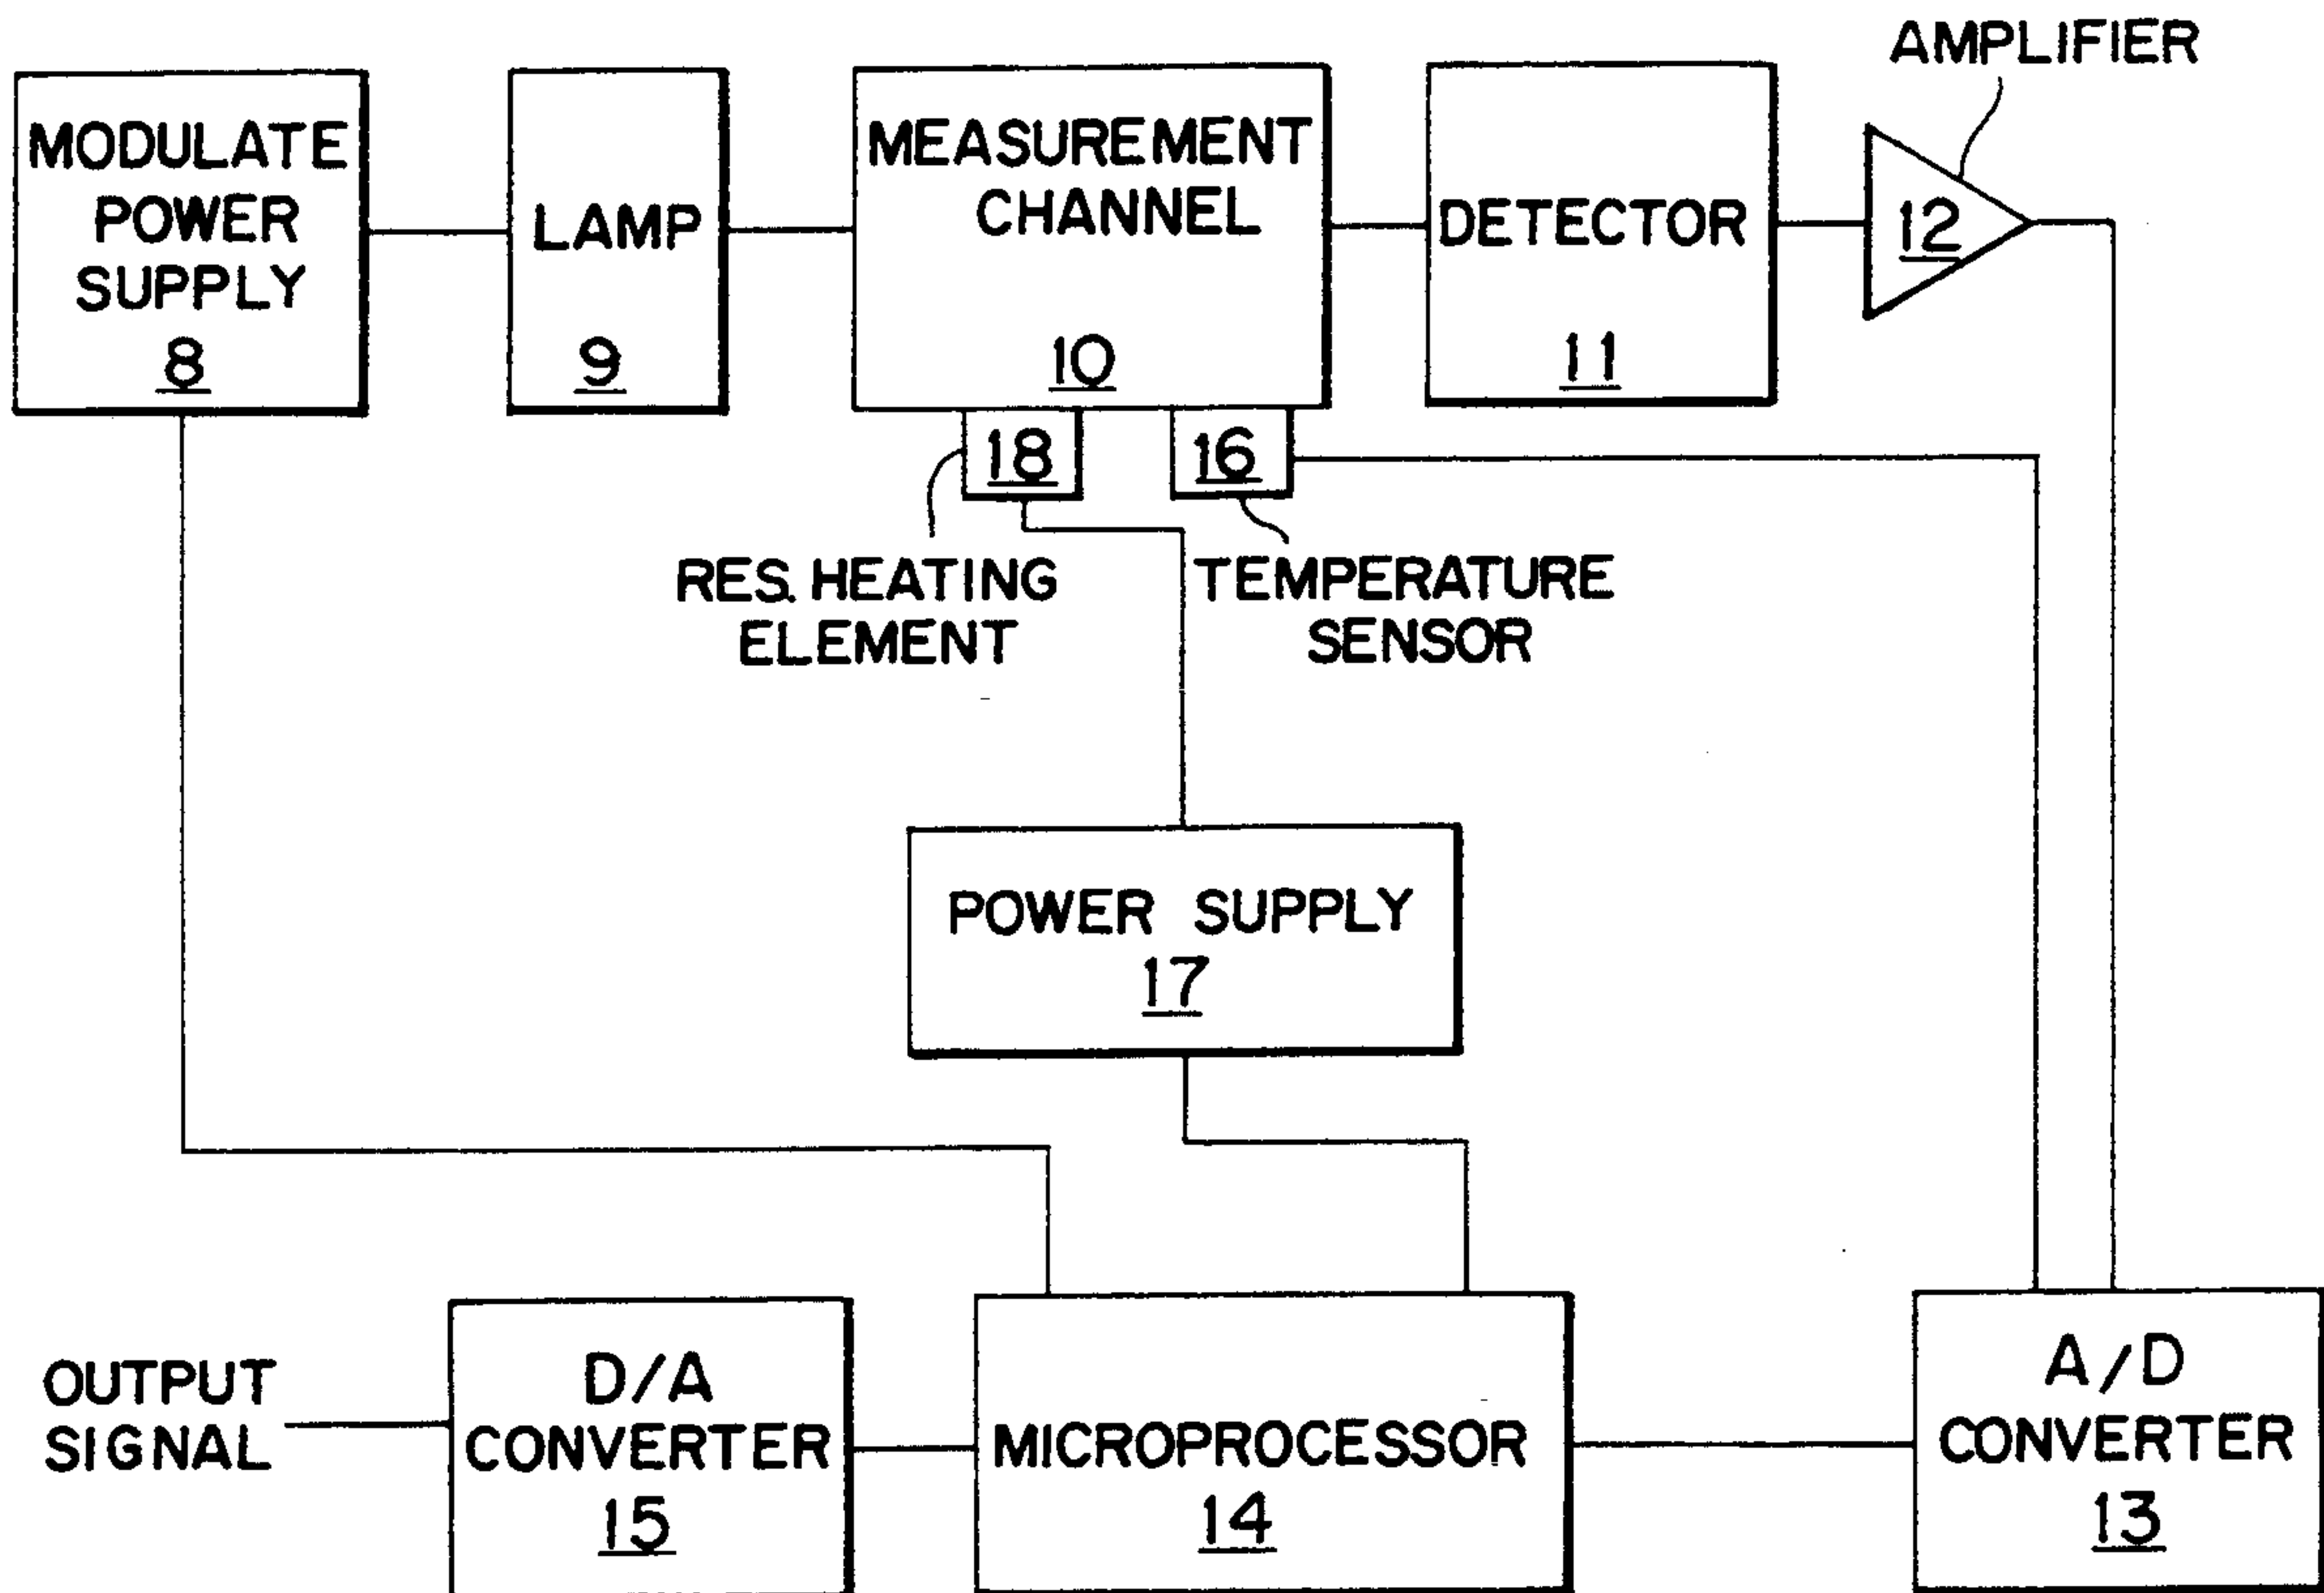 AMPLIFIER
MODULATE
POWER
SUPPLY
8
LAMP
9
MEASUREMENT
CHANNEL
10
DETECTOR
11
12
18
16
RES. HEATING
ELEMENT
TEMPERATURE
SENSOR
POWER SUPPLY
17
OUTPUT
SIGNAL
D/A
CONVERTER
15
MICROPROCESSOR
14
A/D
CONVERTER
13